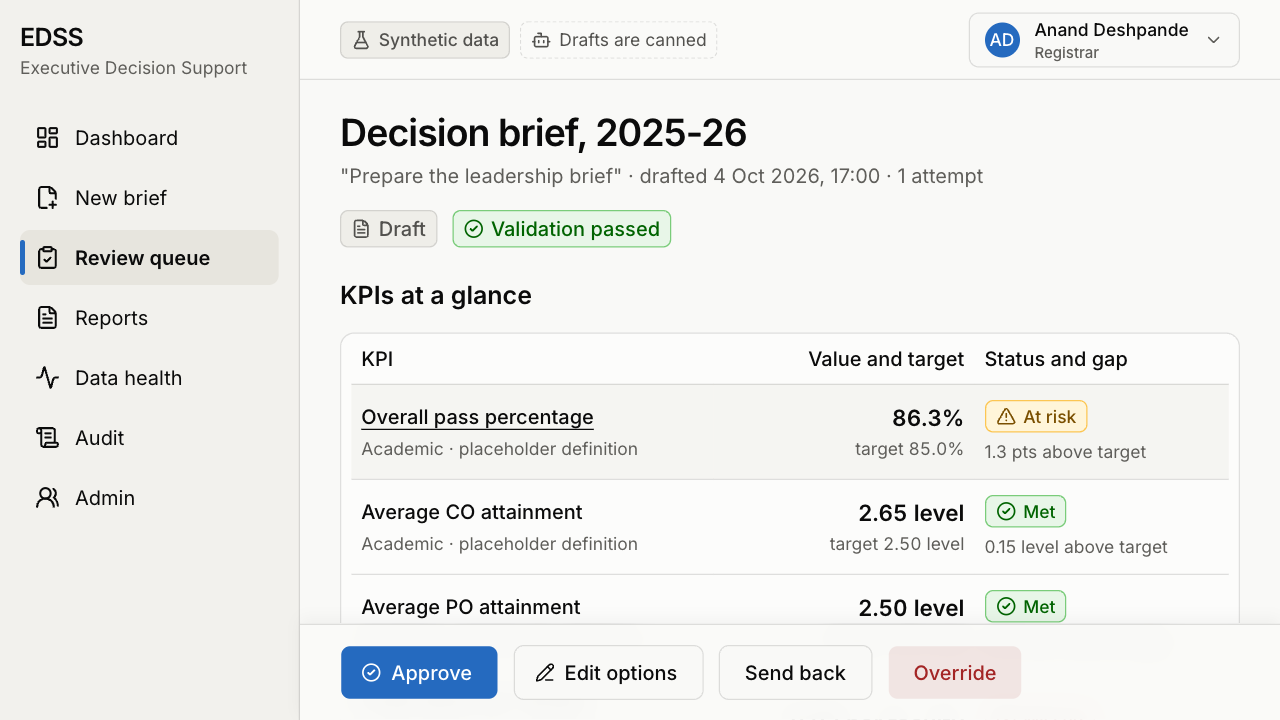 EDSS
Executive Decision Support
Dashboard
New brief
Review queue
Reports
Data health
Audit
Admin
Synthetic data
Drafts are canned
AD
Anand Deshpande
Registrar
Decision brief, 2025-26
"Prepare the leadership brief" · drafted 4 Oct 2026, 17:00 · 1 attempt
Draft
Validation passed
KPIs at a glance
KPI Value and target Status and gap
Overall pass percentage 86.3% At risk
Academic · placeholder definition target 85.0% 1.3 pts above target
Average CO attainment 2.65 level Met
Academic · placeholder definition target 2.50 level 0.15 level above target
Average PO attainment 2.50 level Met
Approve
Edit options
Send back
Override